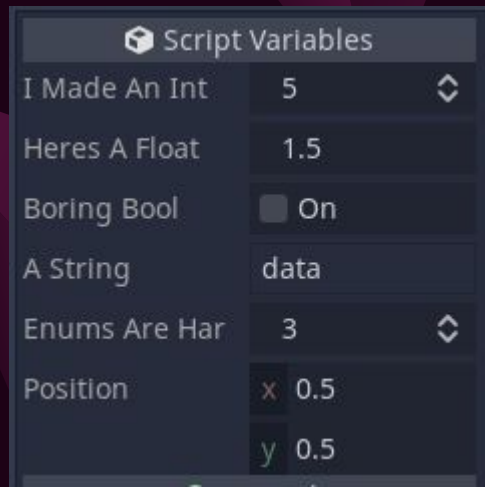 Script Variables
I Made An Int 5
Heres A Float 1.5
Boring Bool On
A String data
Enums Are Har 3
Position x 0.5
y 0.5